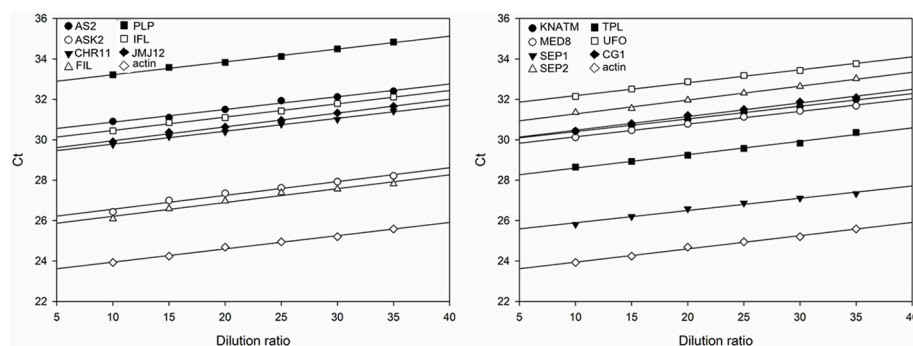 36
34
32
30
28
26
24
22
Ct
AS2
ASK2
CHR11
FIL
PLP
IFL
JMJ12
actin
5 10 15 20 25 30 35 40
Dilution ratio
36
34
32
30
28
26
24
22
Ct
KNATM
MED8
SEP1
SEP2
TPL
UFO
CG1
actin
5 10 15 20 25 30 35 40
Dilution ratio